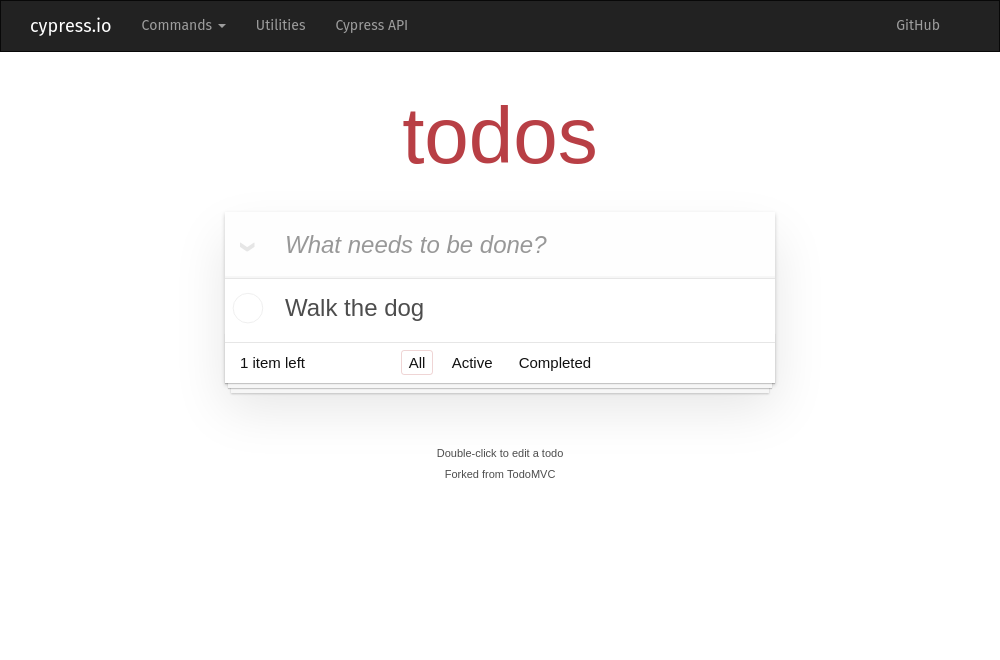 cypress.io Commands Utilities Cypress API GitHub
todos
What needs to be done?
Walk the dog
1 item left All Active Completed
Double-click to edit a todo
Forked from TodoMVC